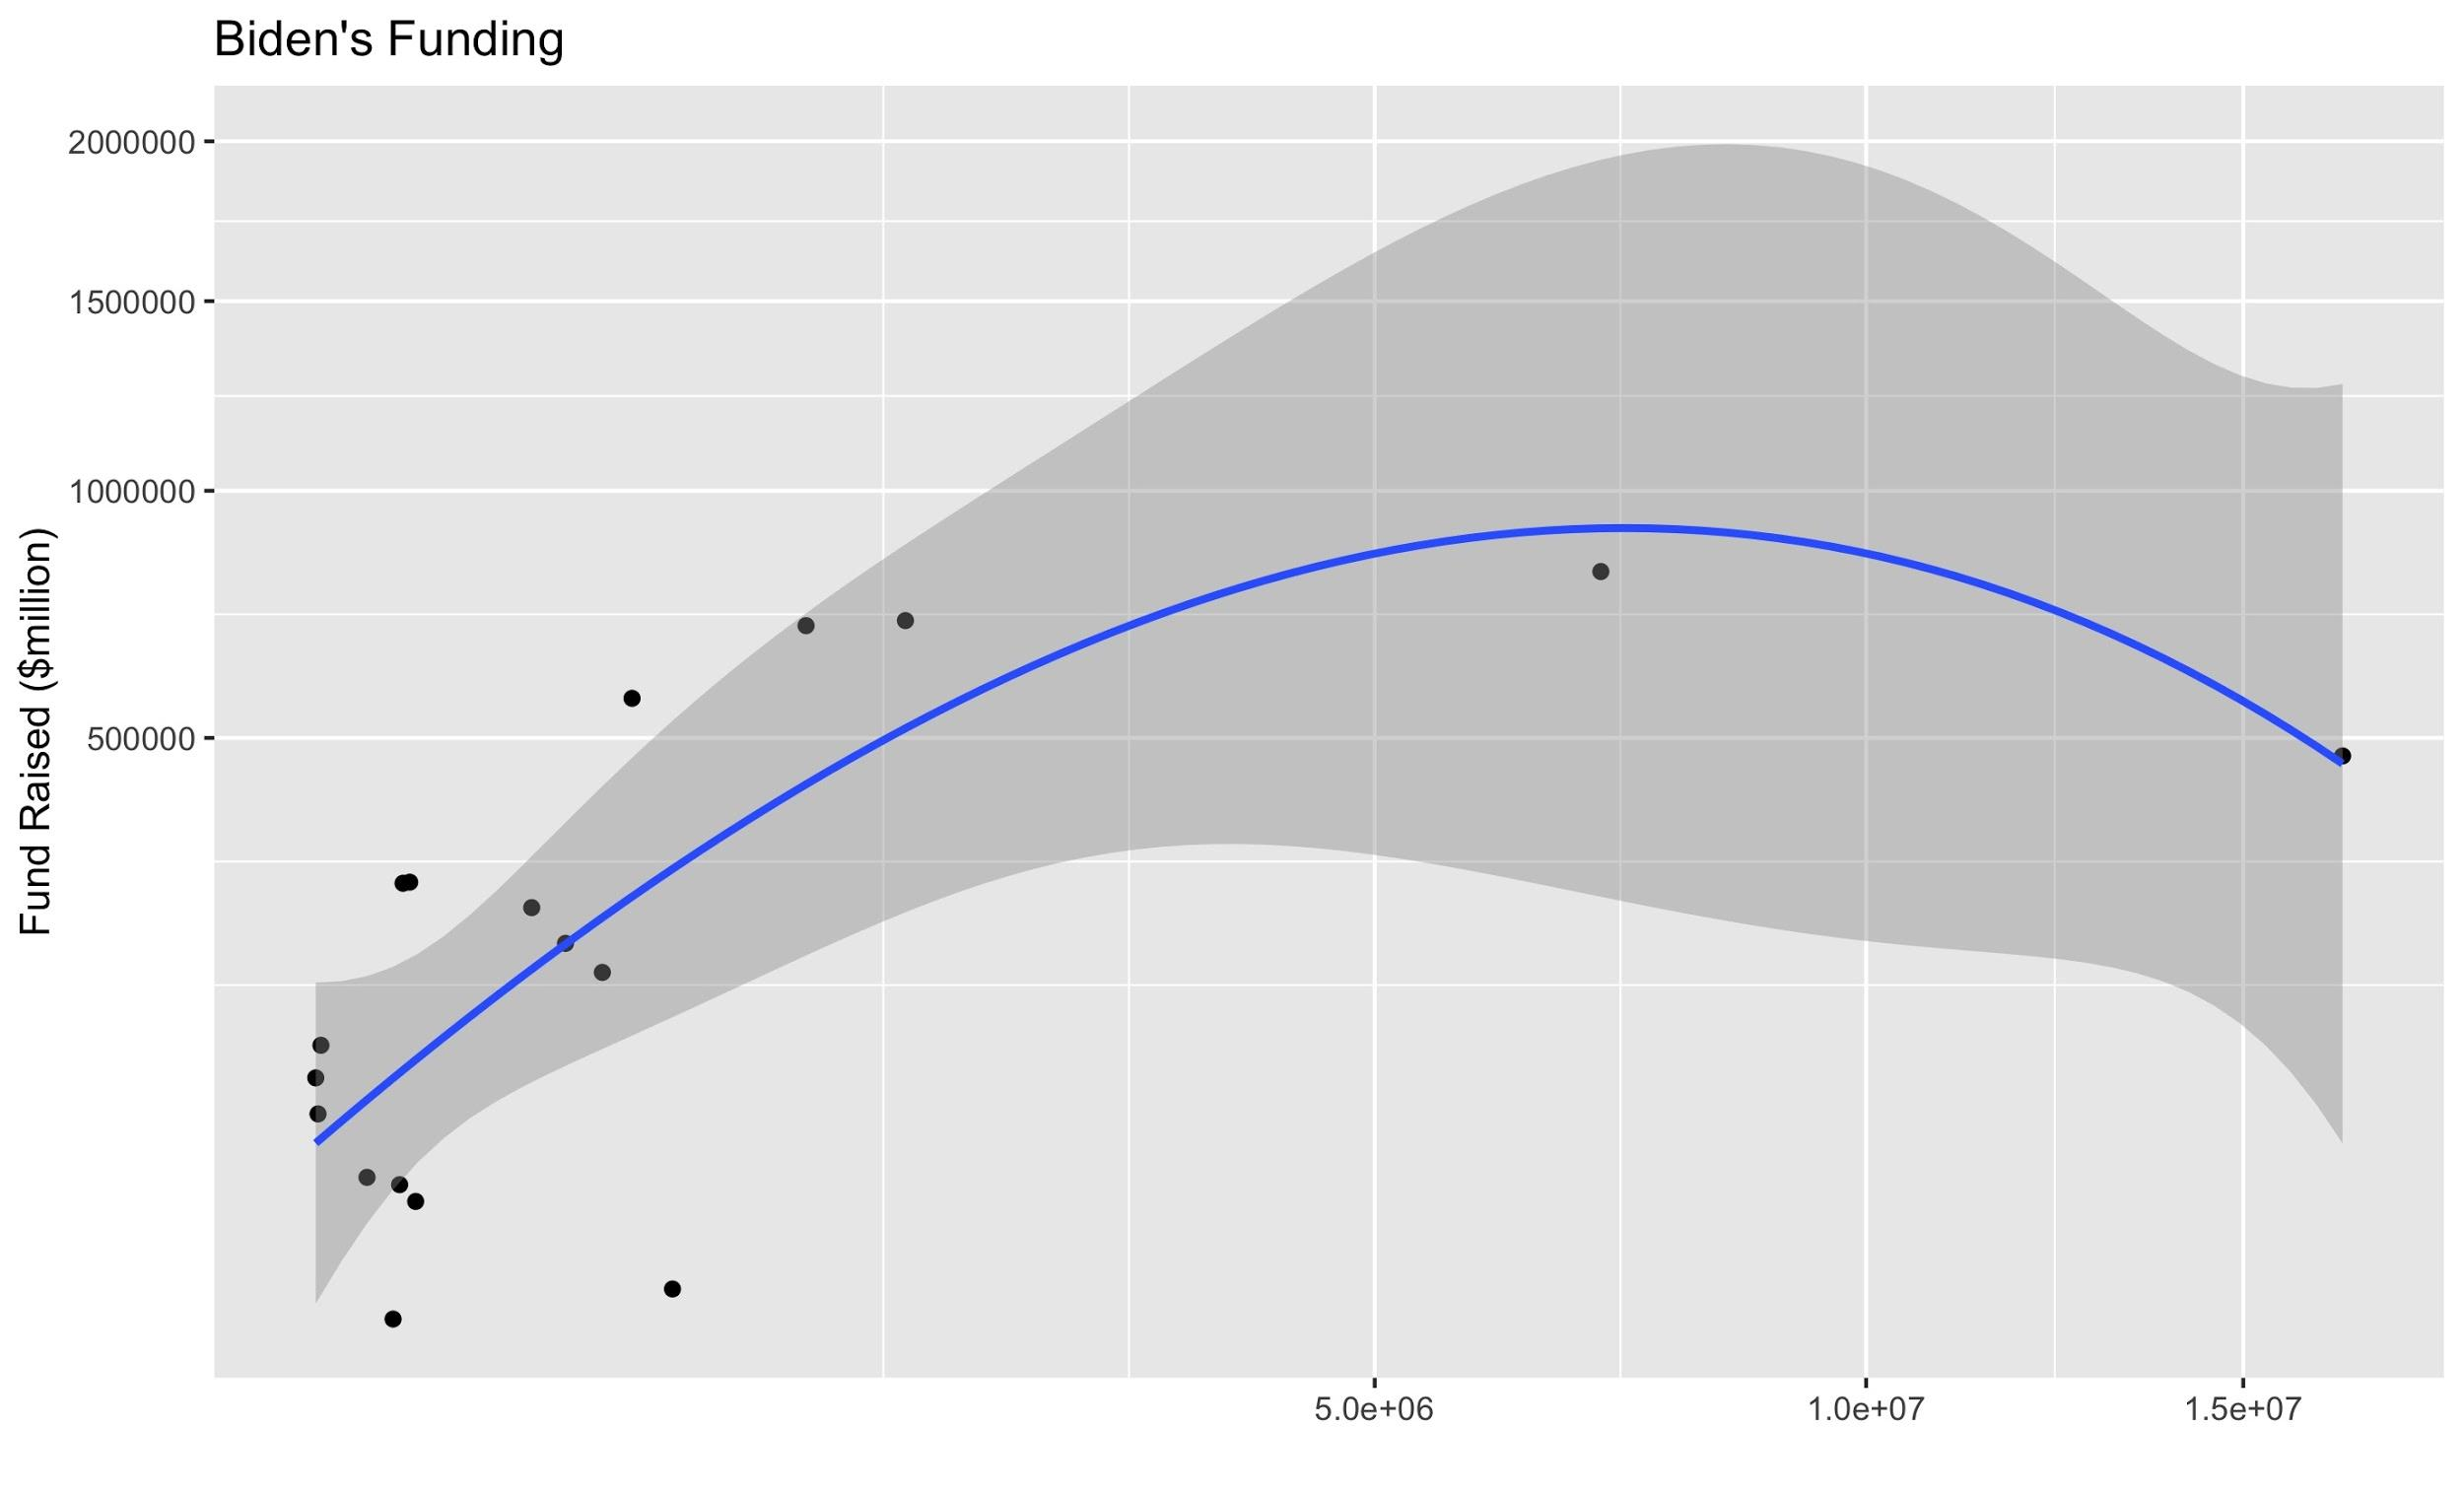 Biden's Funding
Fund Raised ($million)
2000000
1500000
1000000
500000
5.0e+06 1.0e+07 1.5e+07